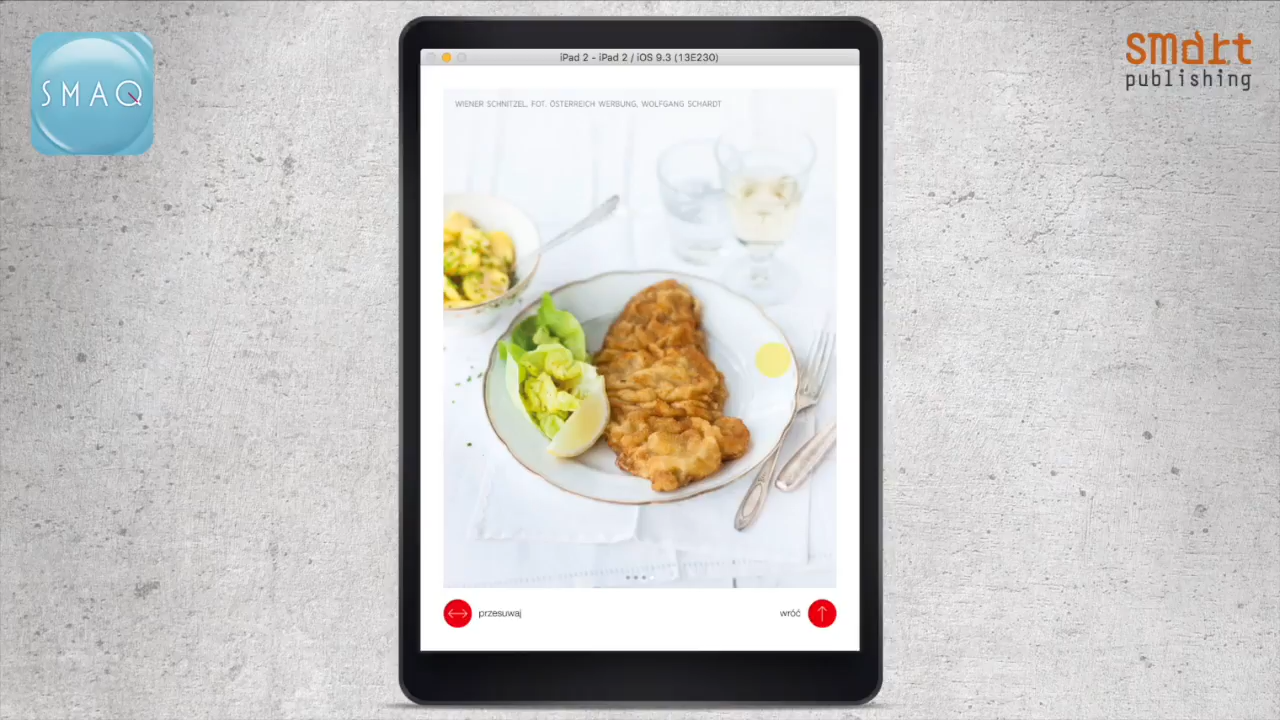 SMAQ
smart
publishing
iPad 2 - iPad 2 / iOS 9.3 (13E230)
WIENER SCHNITZEL, FOT. ÖSTERREICH WERBUNG, WOLFGANG SCHARDT
przesuwaj
wróć